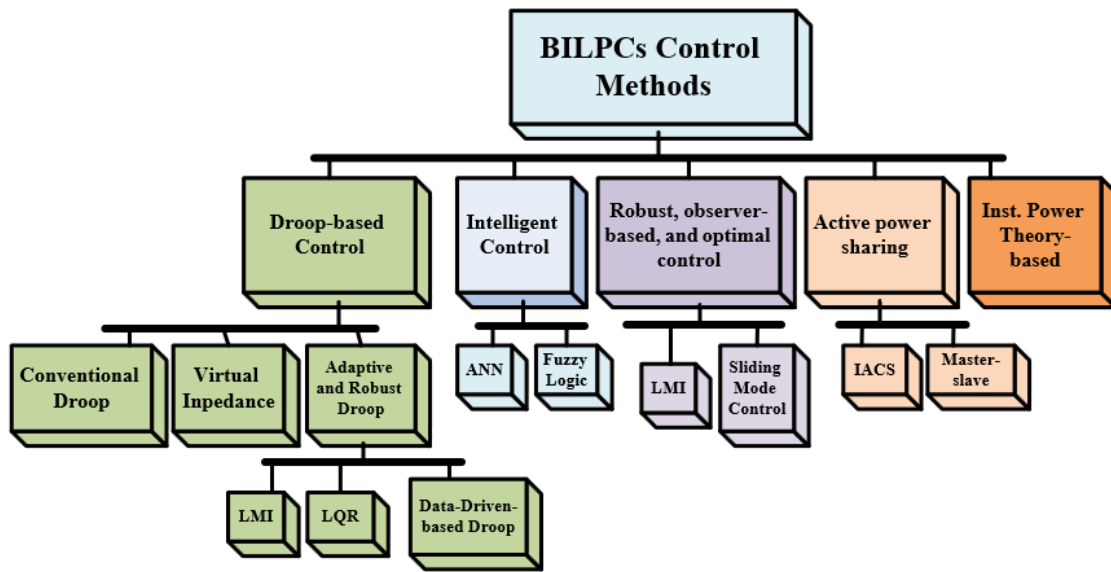 BILPCs Control
Methods
Droop-based
Control
Intelligent
Control
Robust, observer-
based, and optimal
control
Active power
sharing
Inst. Power
Theory-
based
Conventional
Droop
Virtual
Inpedance
Adaptive
and Robust
Droop
ANN
Fuzzy
Logic
LMI
Sliding
Mode
Control
IACS
Master-
slave
LMI
LQR
Data-Driven-
based Droop